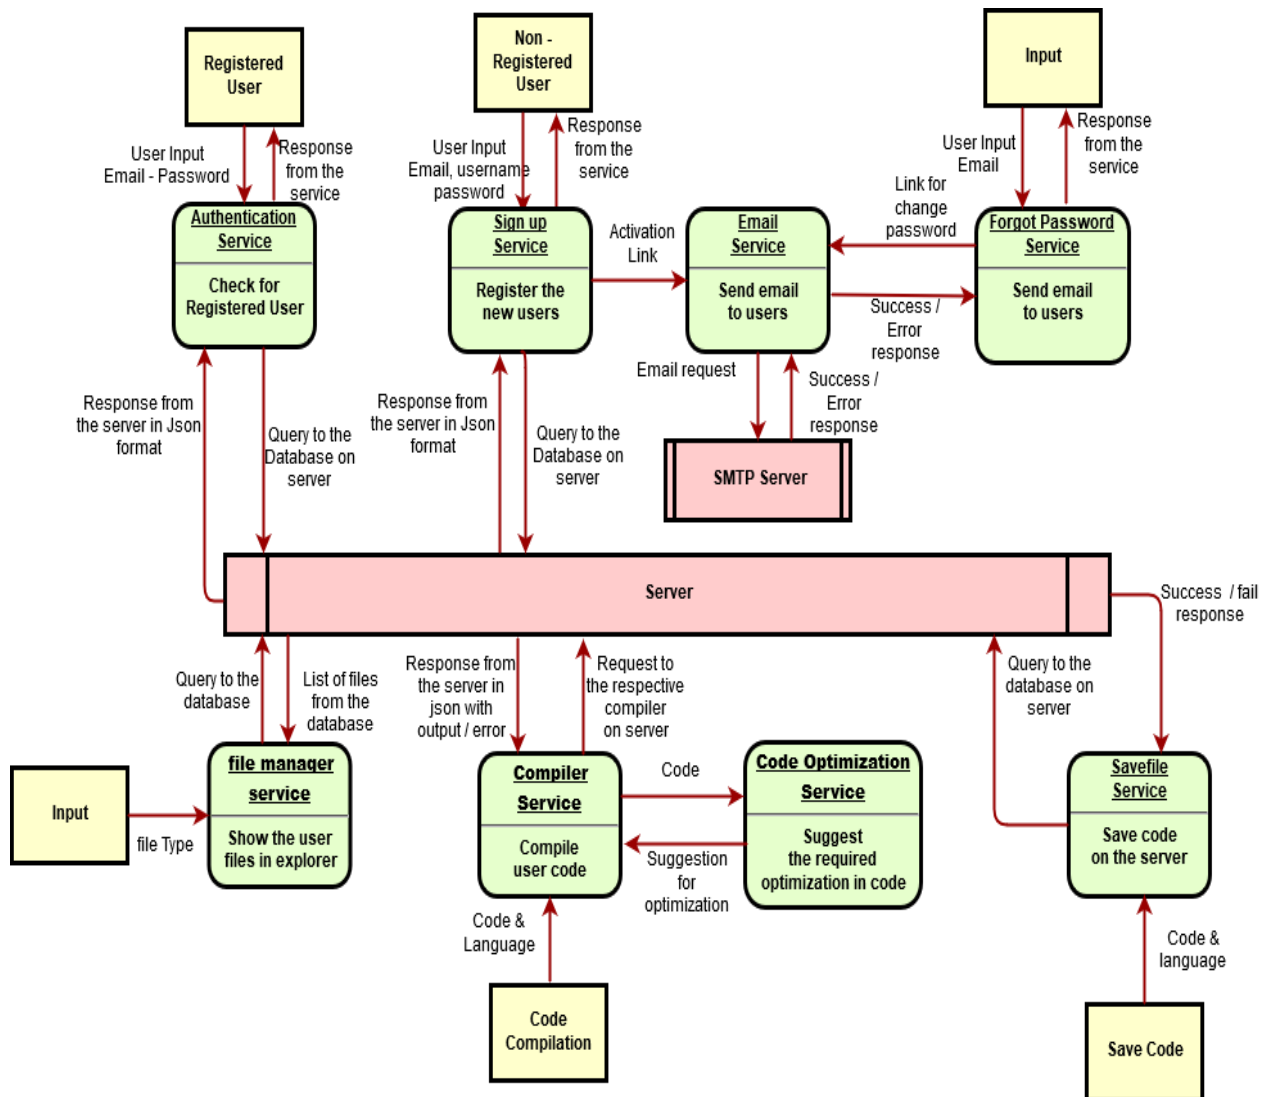 Registered
User
Non -
Registered
User
Input
User Input
Email - Password
Response
from the
service
User Input
Email, username
password
Response
from the
service
User Input
Email
Response
from the
service
Authentication
Service
Check for
Registered User
Sign up
Service
Register the
new users
Activation
Link
Email
Service
Send email
to users
Link for
change
password
Success /
Error
response
Forgot Password
Service
Send email
to users
Response from
the server in Json
format
Query to the
Database on
server
Response from
the server in Json
format
Query to the
Database on
server
Email request
Success /
Error
response
SMTP Server
Server
Success / fail
response
Query to the
database
List of files
from the
database
Response from
the server in
json with
output / error
Request to
the respective
compiler
on server
Query to the
database on
server
Input
file Type
file manager
service
Show the user
files in explorer
Compiler
Service
Compile
user code
Code
Suggestion
for
optimization
Code Optimization
Service
Suggest
the required
optimization in code
Savefile
Service
Save code
on the server
Code &
Language
Code &
language
Code
Compilation
Save Code